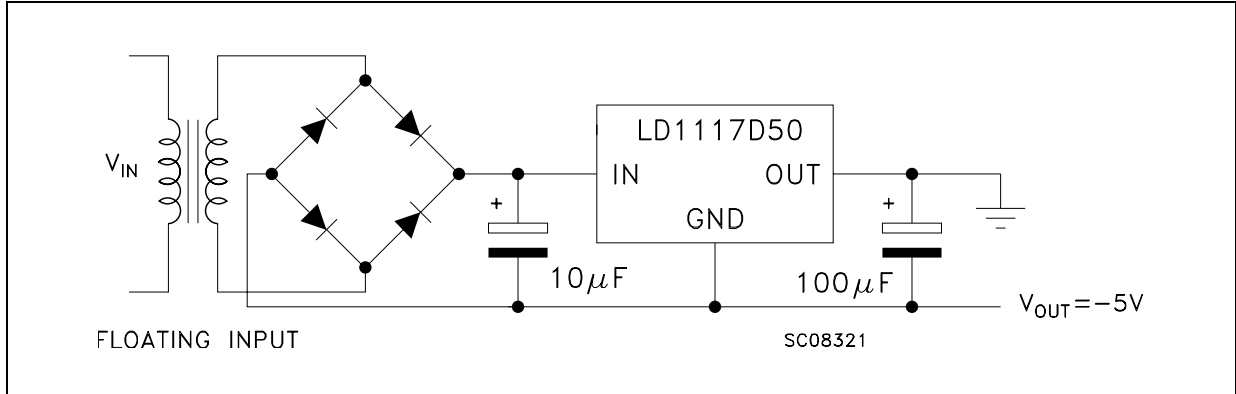 LD1117D50
V_IN
IN
OUT
+
+
GND
10μF
100μF
V_OUT=-5V
FLOATING INPUT
SC08321